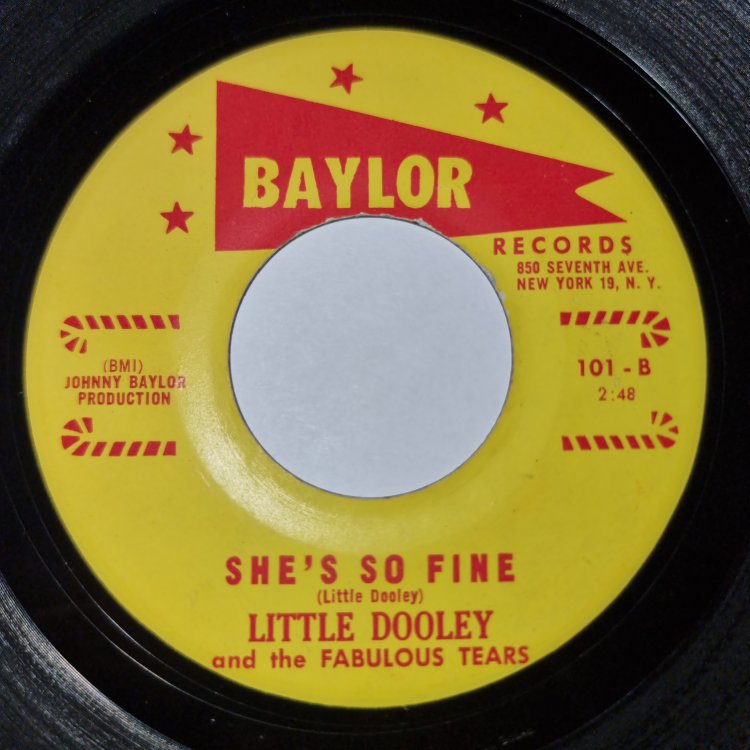 BAYLOR
RECORDS
850 SEVENTH AVE.
NEW YORK 19, N. Y.
(BMI)
JOHNNY BAYLOR
PRODUCTION
101 - B
2:48
SHE'S SO FINE
(Little Dooley)
LITTLE DOOLEY
and the FABULOUS TEARS